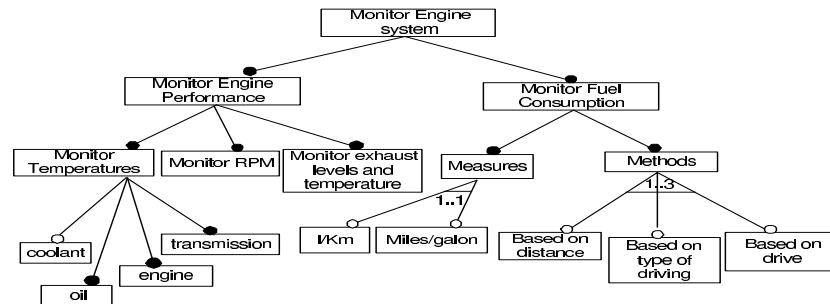 Monitor Engine
system
Monitor Engine
Performance
Monitor Fuel
Consumption
Monitor
Temperatures
Monitor RPM
Monitor exhaust
levels and
temperature
Measures
Methods
1..1
1..3
coolant
oil
engine
transmission
l/Km
Miles/galon
Based on
distance
Based on
type of
driving
Based on
drive